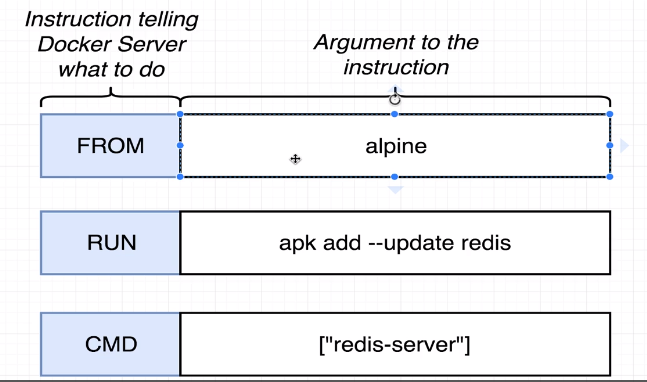 Instruction telling
Docker Server
what to do
Argument to the
instruction
FROM alpine
RUN apk add --update redis
CMD ["redis-server"]